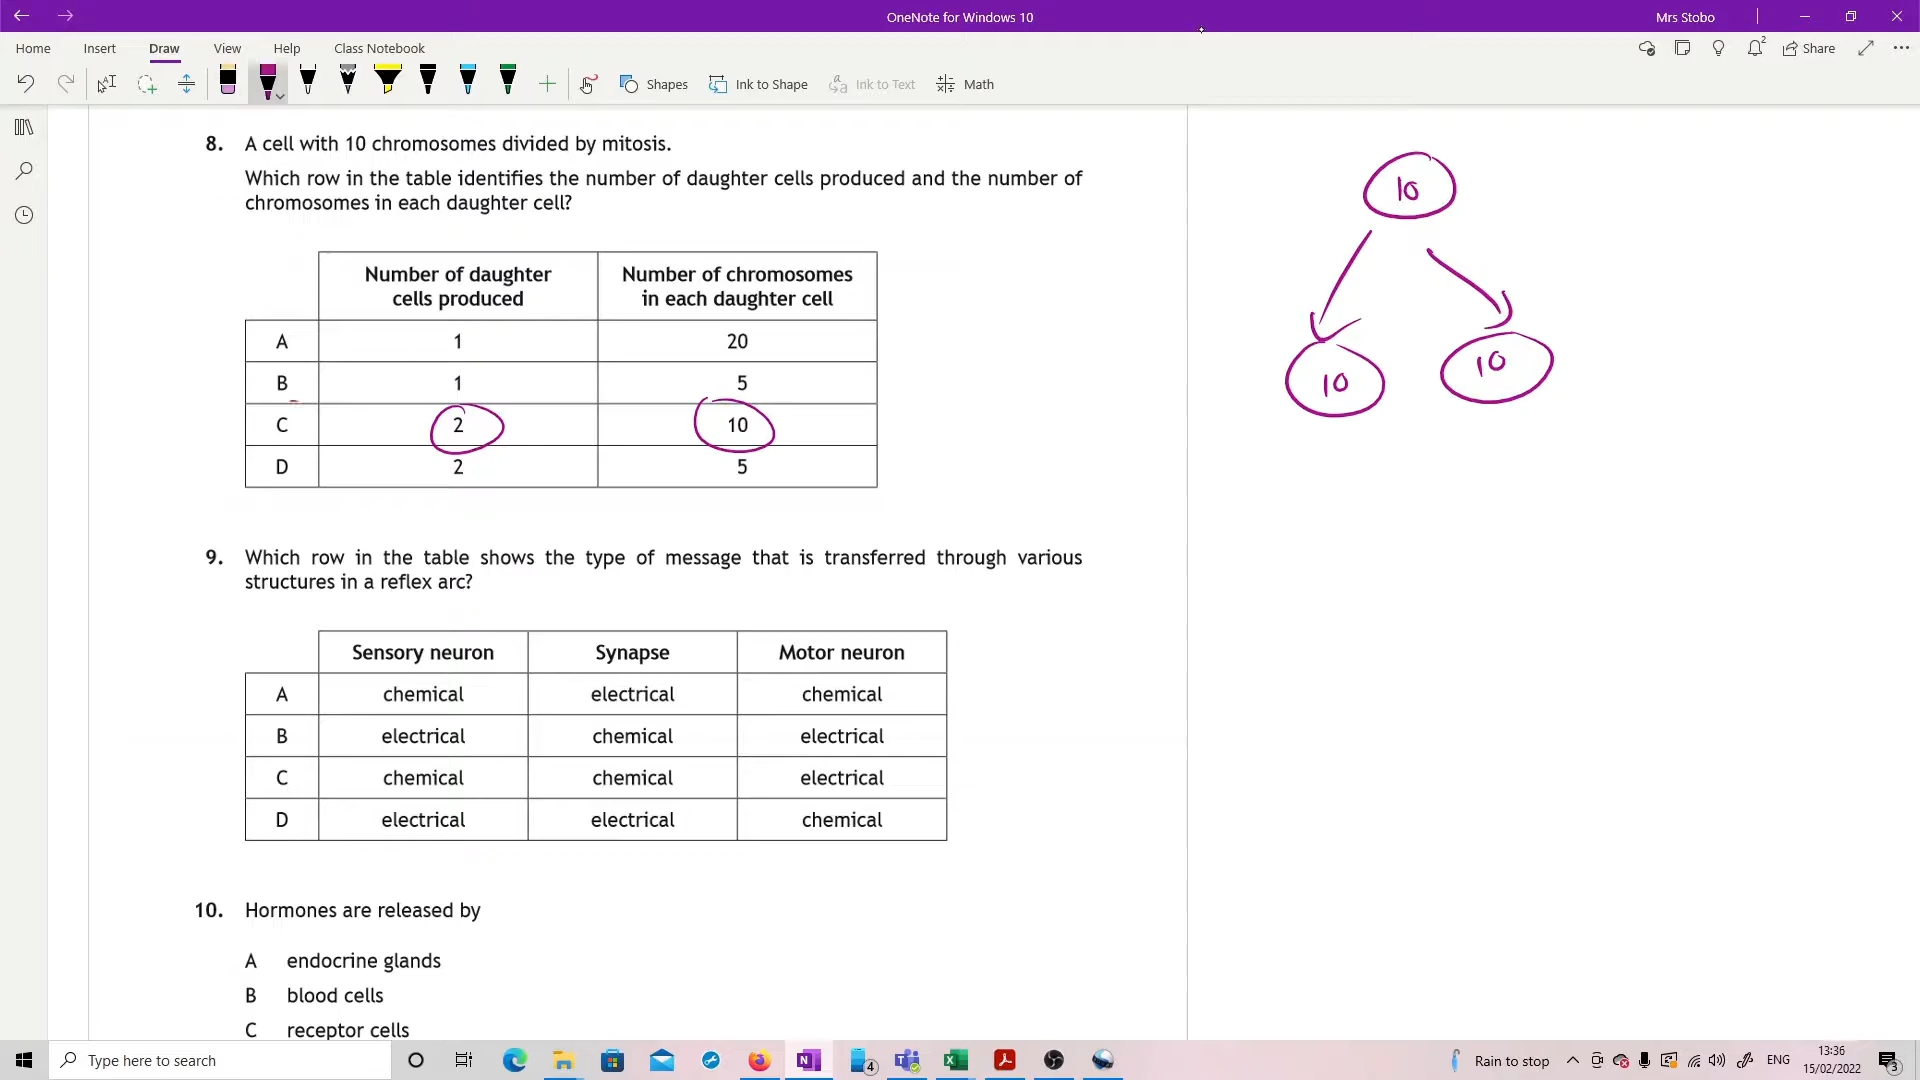 OneNote for Windows 10
Mrs Stobo
Home Insert Draw View Help Class Notebook
2
Share
Shapes Ink to Shape Ink to Text Math
8. A cell with 10 chromosomes divided by mitosis.
Which row in the table identifies the number of daughter cells produced and the number of
chromosomes in each daughter cell?
Number of daughter
cells produced
Number of chromosomes
in each daughter cell
A 1 20
B 1 5
C 2 10
D 2 5
10
10 10
9. Which row in the table shows the type of message that is transferred through various
structures in a reflex arc?
Sensory neuron Synapse Motor neuron
A chemical electrical chemical
B electrical chemical electrical
C chemical chemical electrical
D electrical electrical chemical
10. Hormones are released by
A endocrine glands
B blood cells
C receptor cells
Type here to search
4
Rain to stop
ENG
13:36
15/02/2022
3